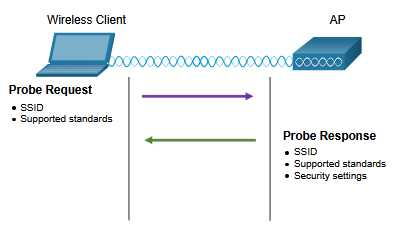 Wireless Client
AP
Probe Request
• SSID
• Supported standards
Probe Response
• SSID
• Supported standards
• Security settings